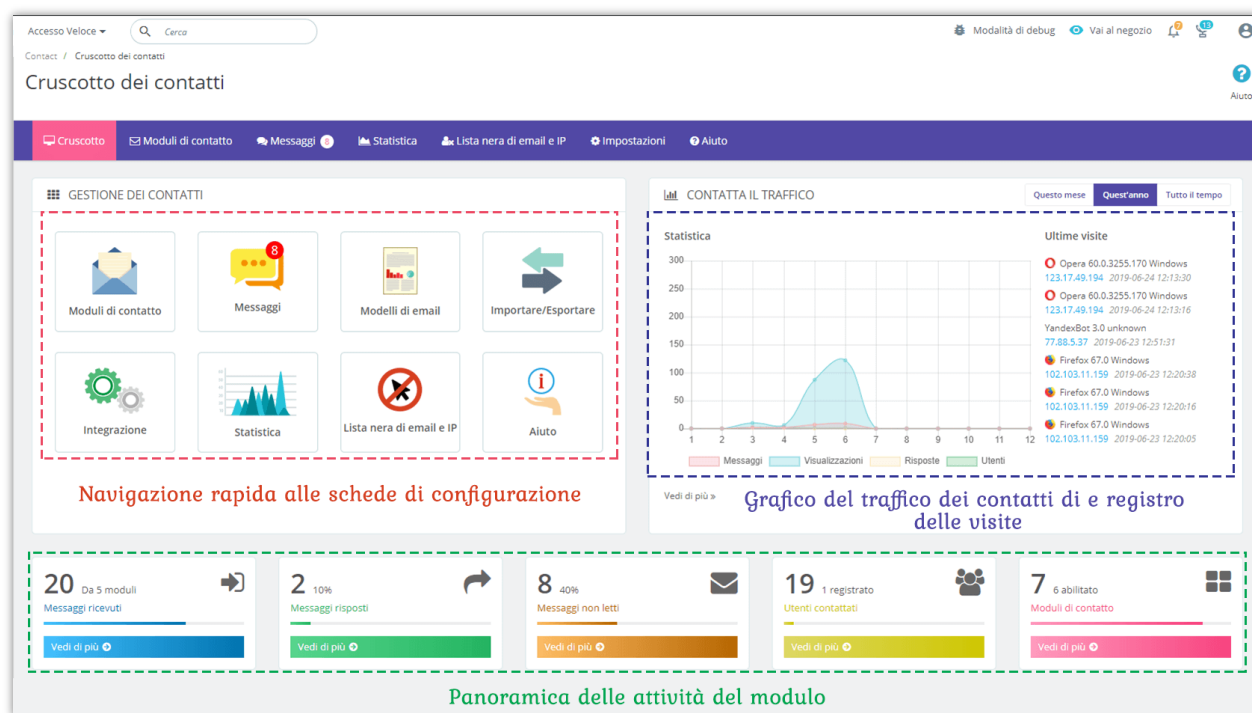 Accesso Veloce
Cerca
Modalità di debug
Vai al negozio
2
13
Contact / Cruscotto dei contatti
Cruscotto dei contatti
Aiuto
Cruscotto
Moduli di contatto
Messaggi 8
Statistica
Lista nera di email e IP
Impostazioni
Aiuto
GESTIONE DEI CONTATTI
Moduli di contatto
8
Messaggi
Modelli di email
Importare/Esportare
Integrazione
Statistica
Lista nera di email e IP
Aiuto
Navigazione rapida alle schede di configurazione
CONTATTA IL TRAFFICO
Questo mese
Quest'anno
Tutto il tempo
Statistica
300
250
200
150
100
50
0
1 2 3 4 5 6 7 8 9 10 11 12
Messaggi
Visualizzazioni
Risposte
Utenti
Ultime visite
Opera 60.0.3255.170 Windows
123.17.49.194 2019-06-24 12:13:30
Opera 60.0.3255.170 Windows
123.17.49.194 2019-06-24 12:13:16
YandexBot 3.0 unknown
77.88.5.37 2019-06-23 12:51:31
Firefox 67.0 Windows
102.103.11.159 2019-06-23 12:20:38
Firefox 67.0 Windows
102.103.11.159 2019-06-23 12:20:16
Firefox 67.0 Windows
102.103.11.159 2019-06-23 12:20:05
Vedi di più »
Grafico del traffico dei contatti di e registro
delle visite
20 Da 5 moduli
Messaggi ricevuti
Vedi di più
2 10%
Messaggi risposti
Vedi di più
8 40%
Messaggi non letti
Vedi di più
19 1 registrato
Utenti contattati
Vedi di più
7 6 abilitato
Moduli di contatto
Vedi di più
Panoramica delle attività del modulo